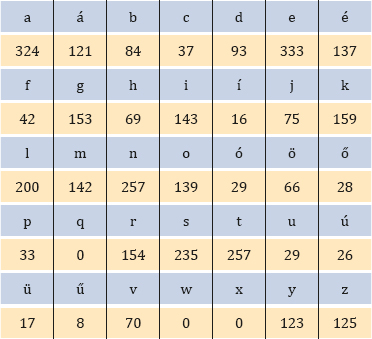 a á b c d e é
324 121 84 37 93 333 137
f g h i í j k
42 153 69 143 16 75 159
l m n o ó ö ő
200 142 257 139 29 66 28
p q r s t u ú
33 0 154 235 257 29 26
ü ű v w x y z
17 8 70 0 0 123 125